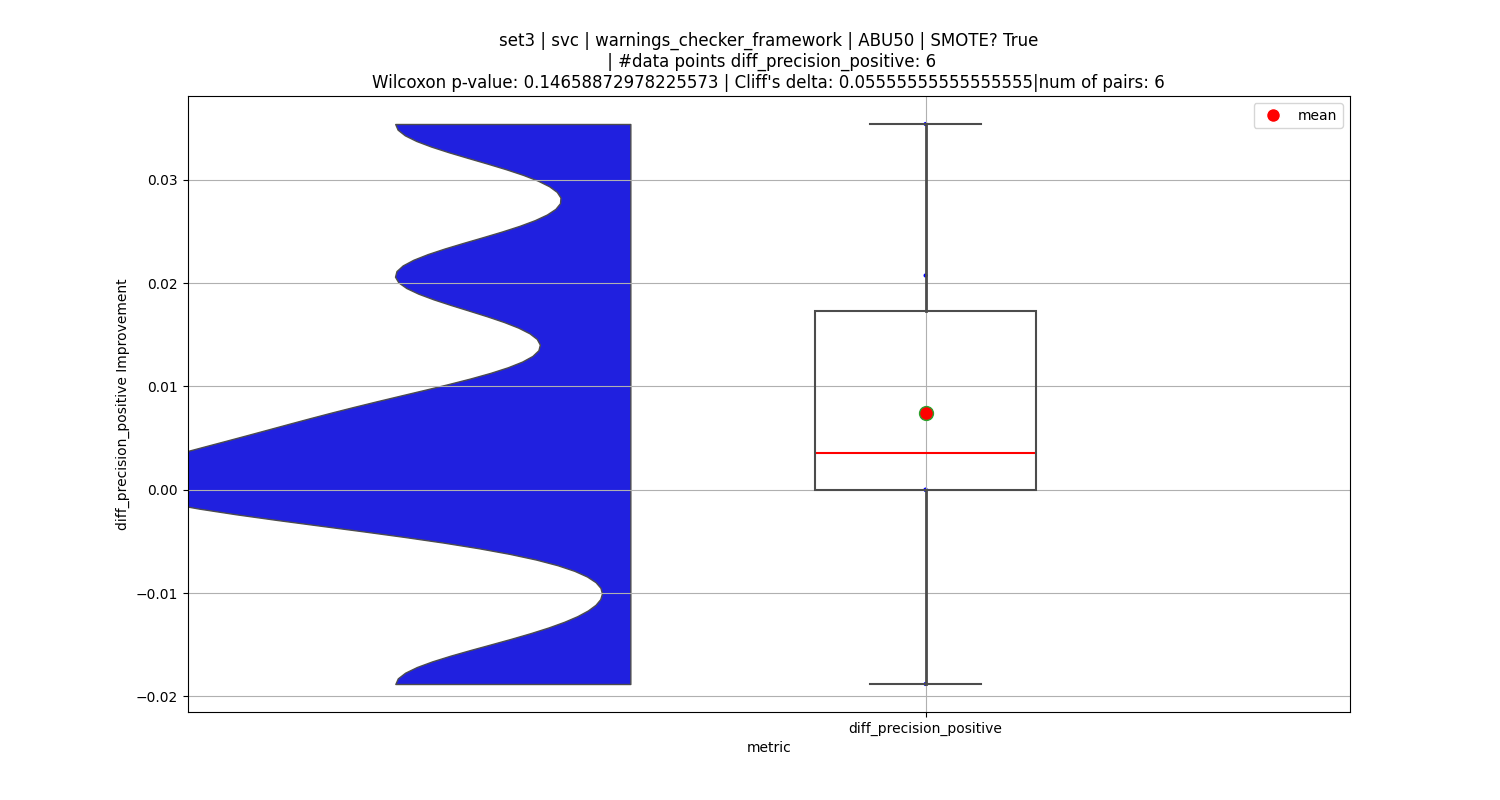 set3 | svc | warnings_checker_framework | ABU50 | SMOTE? True
| #data points diff_precision_positive: 6
Wilcoxon p-value: 0.14658872978225573 | Cliff's delta: 0.05555555555555555|num of pairs: 6
mean
0.03
0.02
0.01
0.00
−0.01
−0.02
diff_precision_positive Improvement
diff_precision_positive
metric